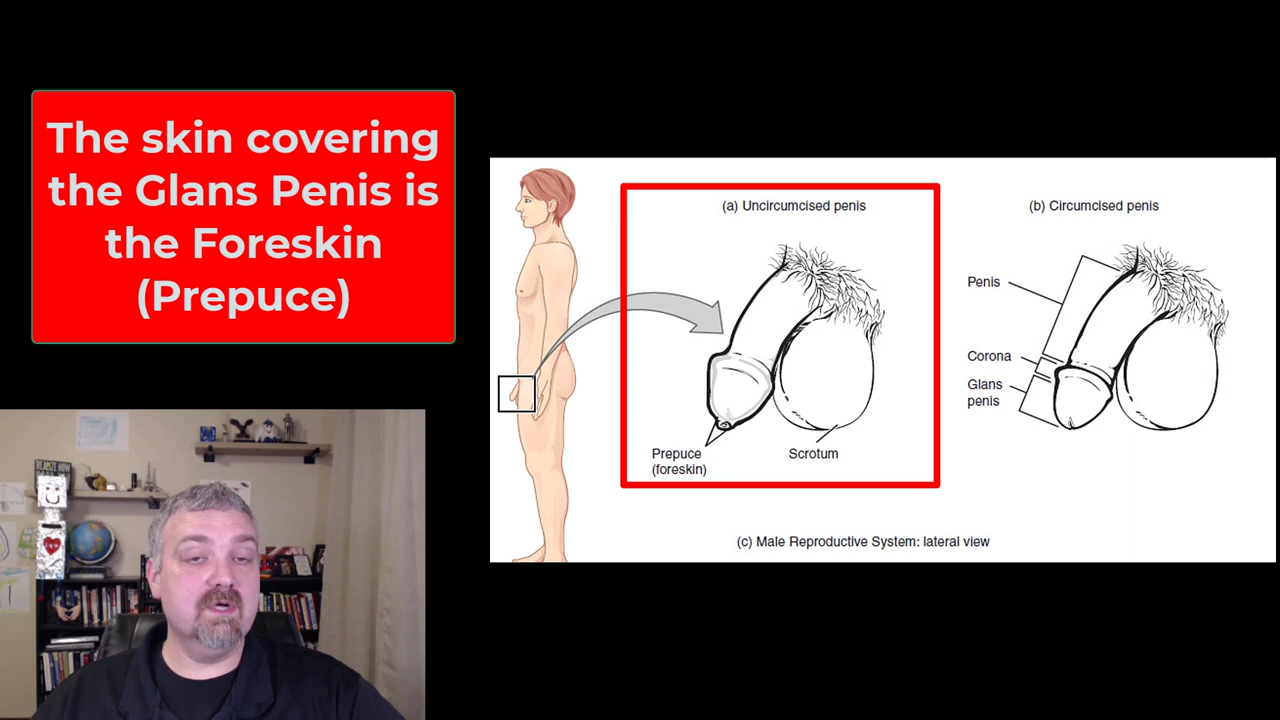 The skin covering
the Glans Penis is
the Foreskin
(Prepuce)
(a) Uncircumcised penis
Prepuce
(foreskin)
Scrotum
(b) Circumcised penis
Penis
Corona
Glans
penis
(c) Male Reproductive System: lateral view